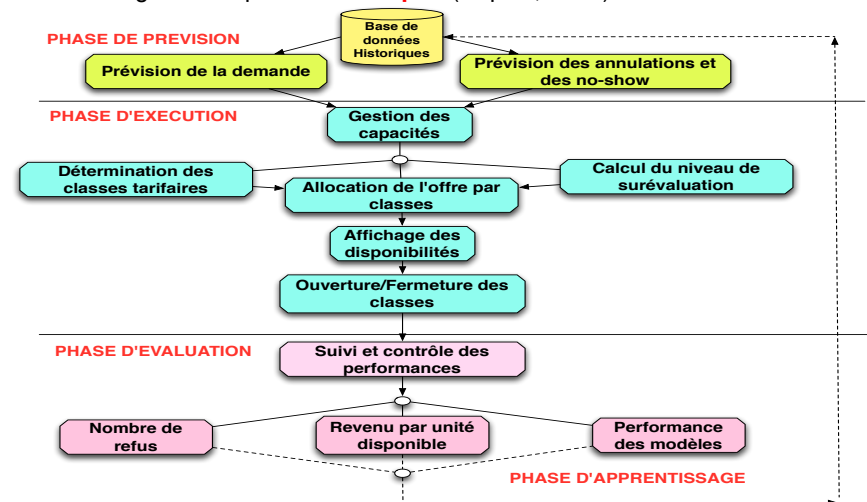 Base de
données
Historiques
PHASE DE PREVISION
Prévision de la demande
Prévision des annulations et
des no-show
PHASE D'EXECUTION
Gestion des
capacités
Détermination des
classes tarifaires
Calcul du niveau de
surévaluation
Allocation de l'offre par
classes
Affichage des
disponibilités
Ouverture/Fermeture des
classes
PHASE D'EVALUATION
Suivi et contrôle des
performances
Nombre de
refus
Revenu par unité
disponible
Performance
des modèles
PHASE D'APPRENTISSAGE